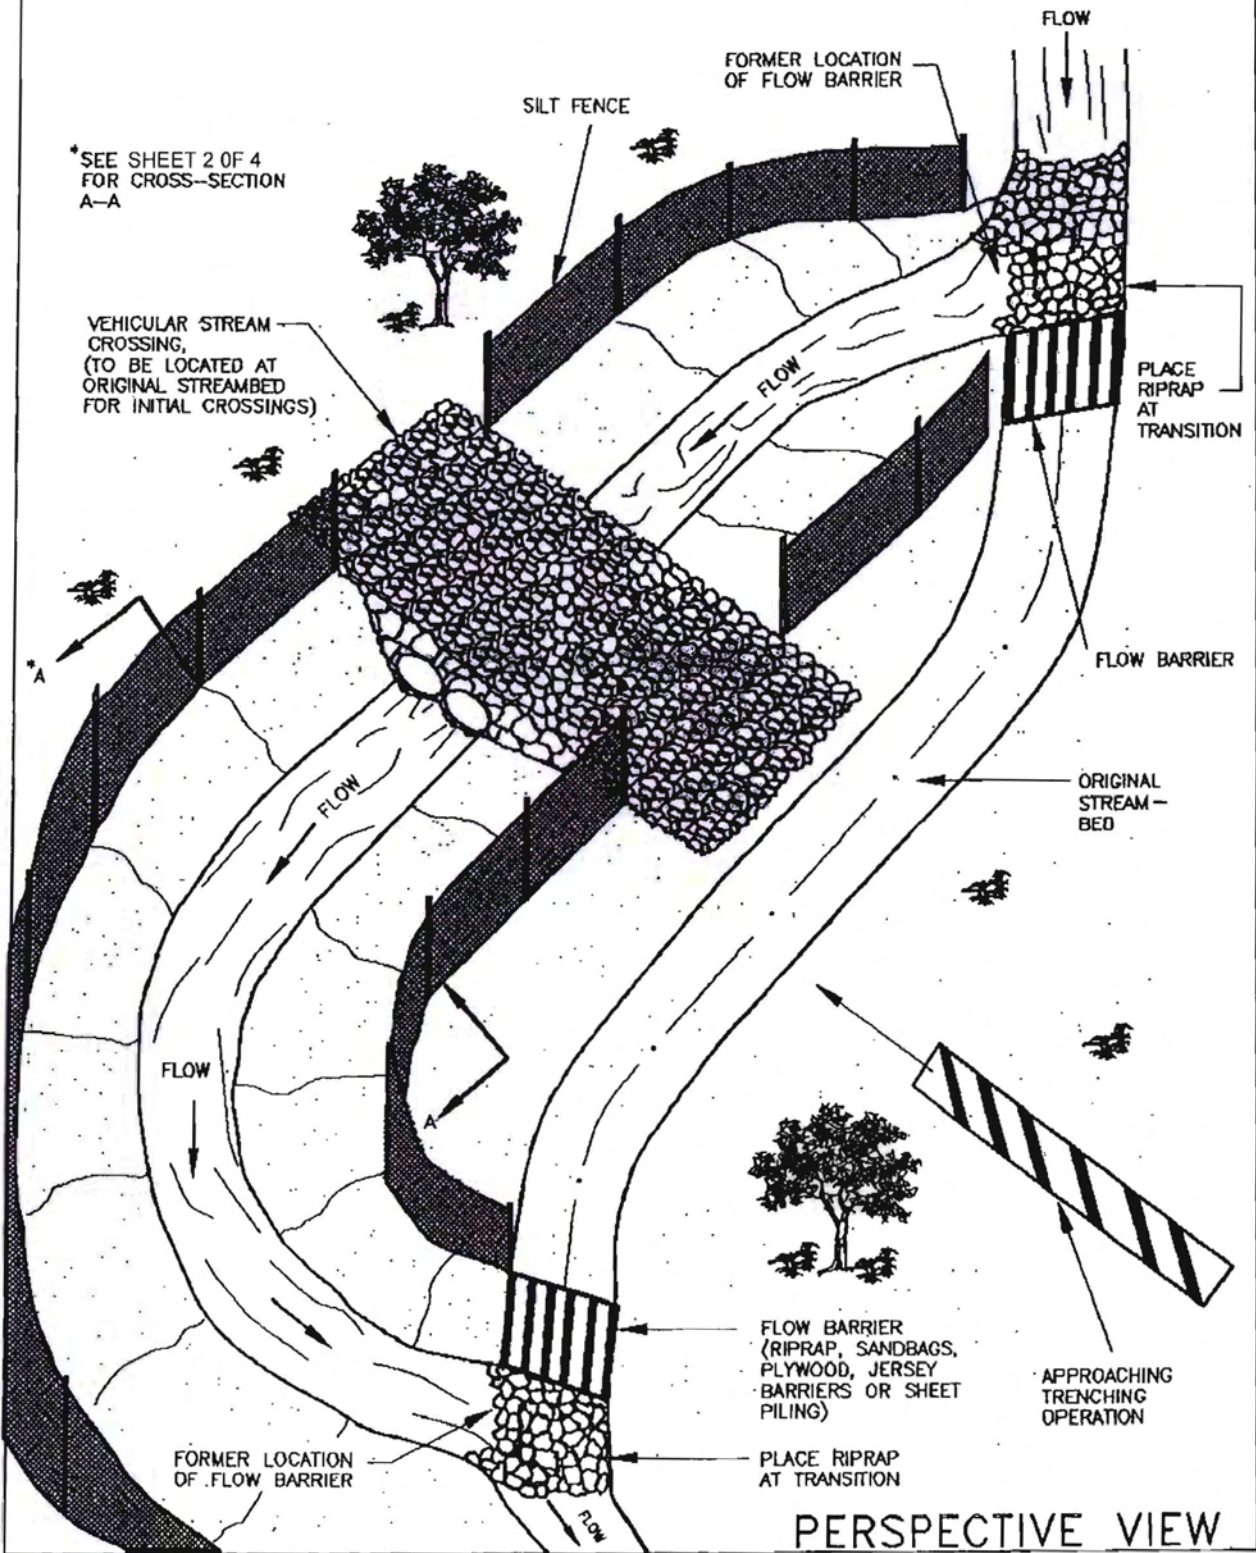 FLOW
FORMER LOCATION
OF FLOW BARRIER
SILT FENCE
*SEE SHEET 2 OF 4
FOR CROSS-SECTION
A-A
VEHICULAR STREAM
CROSSING,
(TO BE LOCATED AT
ORIGINAL STREAMBED
FOR INITIAL CROSSINGS)
FLOW
PLACE
RIPRAP
AT
TRANSITION
*A
FLOW BARRIER
FLOW
ORIGINAL
STREAM-
BED
FLOW
A
FLOW BARRIER
(RIPRAP, SANDBAGS,
PLYWOOD, JERSEY
BARRIERS OR SHEET
PILING)
APPROACHING
TRENCHING
OPERATION
FORMER LOCATION
OF FLOW BARRIER
PLACE RIPRAP
AT TRANSITION
FLOW
PERSPECTIVE VIEW